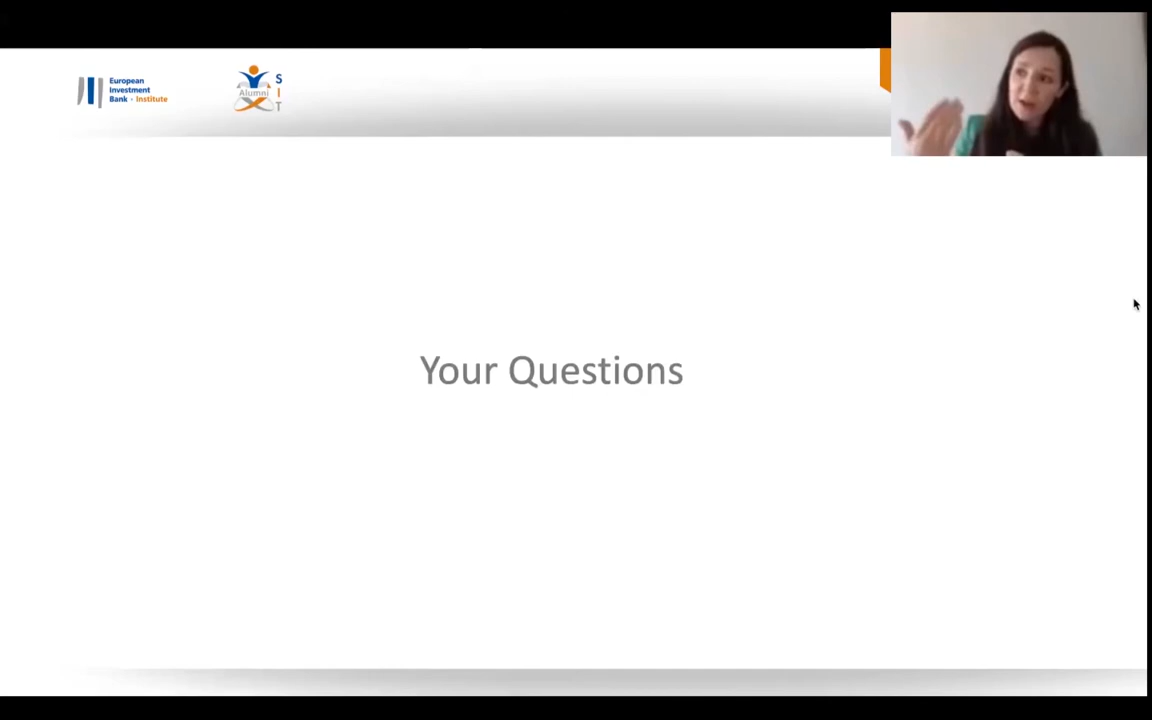 European
Investment
Bank - Institute
Alumni
S
I
T
Your Questions